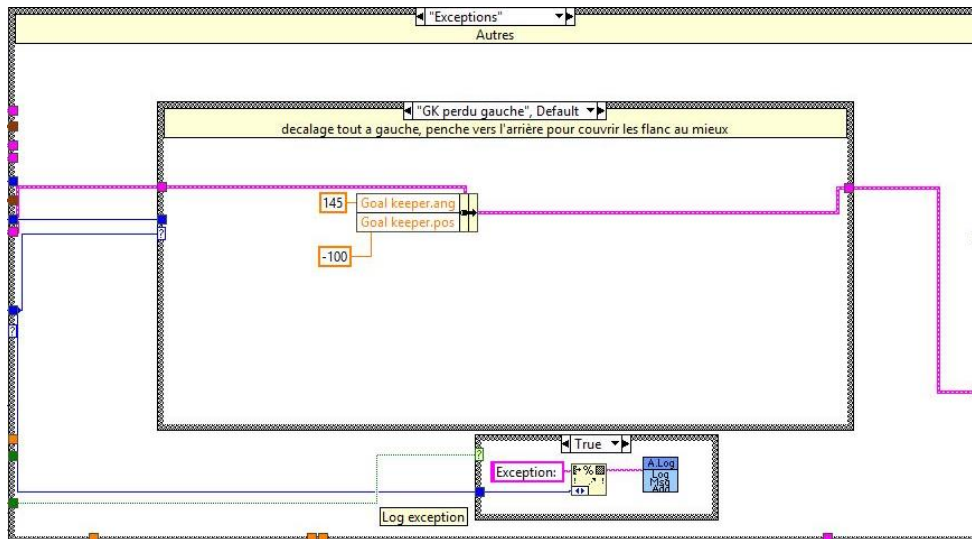 "Exceptions"
Autres
"GK perdu gauche", Default
decalage tout a gauche, penche vers l'arrière pour couvrir les flanc au mieux
145
Goal keeper.ang
Goal keeper.pos
-100
?
?
True
?
Exception:
%
A.Log
Log
Msg
Add
Log exception